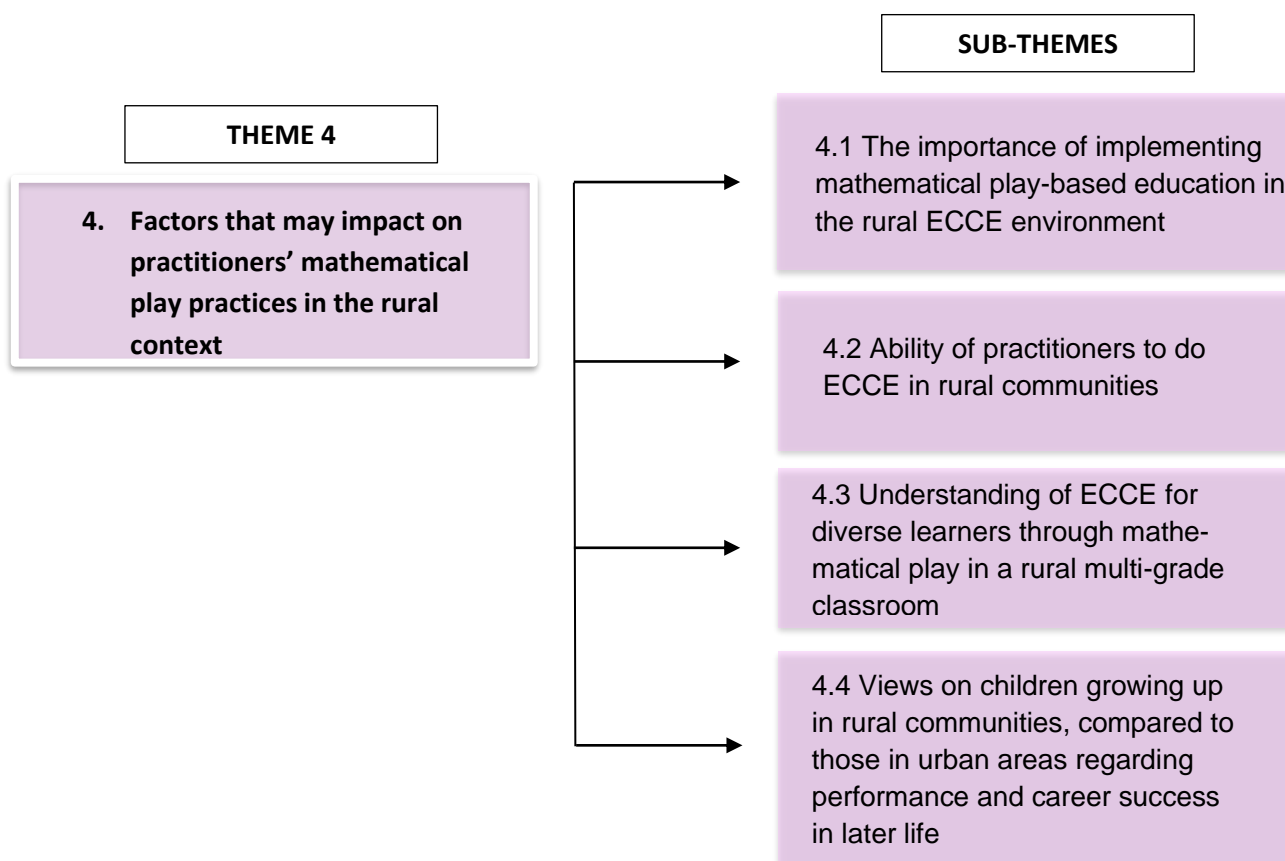 SUB-THEMES
THEME 4
4. Factors that may impact on
practitioners’ mathematical
play practices in the rural
context
4.1 The importance of implementing
mathematical play-based education in
the rural ECCE environment
4.2 Ability of practitioners to do
ECCE in rural communities
4.3 Understanding of ECCE for
diverse learners through mathe-
matical play in a rural multi-grade
classroom
4.4 Views on children growing up
in rural communities, compared to
those in urban areas regarding
performance and career success
in later life